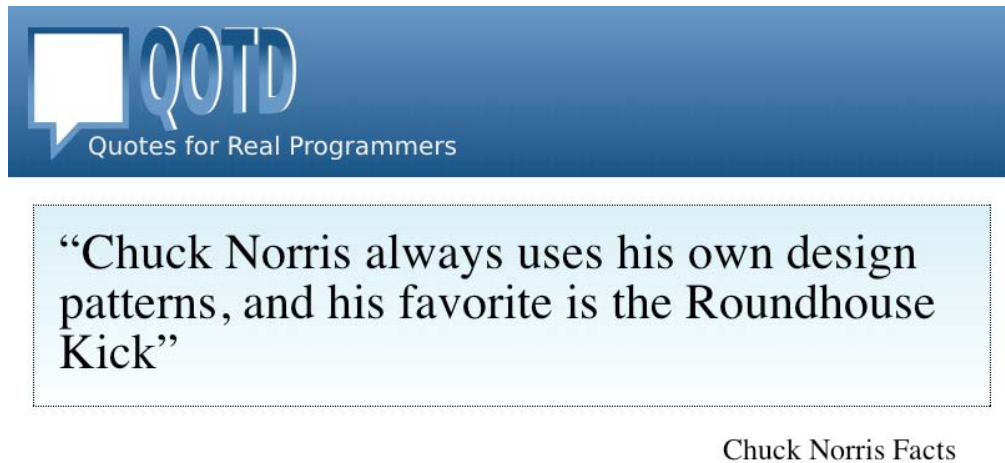 QOTD
Quotes for Real Programmers
“Chuck Norris always uses his own design
patterns, and his favorite is the Roundhouse
Kick”
Chuck Norris Facts